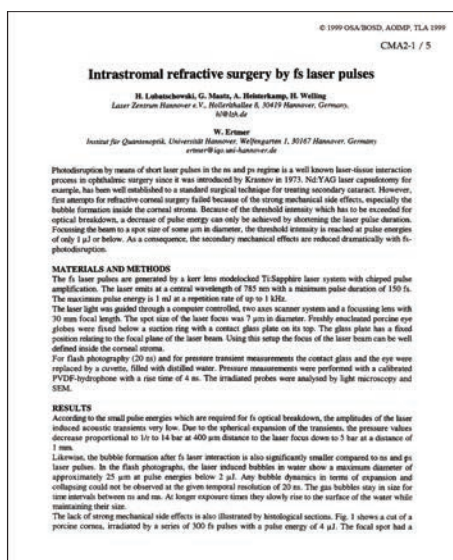 © 1999 OSA/BOSD, AOIMP, TLA 1999
CMA2-1 / 5
Intrastromal refractive surgery by fs laser pulses
H. Lubatschowski, G. Maatz, A. Heisterkamp, H. Welling
Laser Zentrum Hannover e.V., Hollerithallee 8, 30419 Hannover, Germany,
hl@lzh.de
W. Ertmer
Institut für Quantenoptik, Universität Hannover, Welfengarten 1, 30167 Hannover, Germany
ertmer@iqo.uni-hannover.de
Photodisruption by means of short laser pulses in the ns and ps regime is a well known laser-tissue interaction
process in ophthalmic surgery since it was introduced by Krasnov in 1973. Nd:YAG laser capsulotomy for
example, has been well established to a standard surgical technique for treating secondary cataract. However,
first attempts for refractive corneal surgery failed because of the strong mechanical side effects, especially the
bubble formation inside the corneal stroma. Because of the threshold intensity which has to be exceeded for
optical breakdown, a decrease of pulse energy can only be achieved by shortening the laser pulse duration.
Focussing the beam to a spot size of some µm in diameter, the threshold intensity is reached at pulse energies
of only 1 µJ or below. As a consequence, the secondary mechanical effects are reduced dramatically with fs-
photodisruption.
MATERIALS AND METHODS
The fs laser pulses are generated by a kerr lens modelocked Ti:Sapphire laser system with chirped pulse
amplification. The laser emits at a central wavelength of 785 nm with a minimum pulse duration of 150 fs.
The maximum pulse energy is 1 mJ at a repetition rate of up to 1 kHz.
The laser light was guided through a computer controlled, two axes scanner system and a focussing lens with
30 mm focal length. The spot size of the laser focus was 7 µm in diameter. Freshly enucleated porcine eye
globes were fixed below a suction ring with a contact glass plate on its top. The glass plate has a fixed
position relating to the focal plane of the laser beam. Using this setup the focus of the laser beam can be well
defined inside the corneal stroma.
For flash photography (20 ns) and for pressure transient measurements the contact glass and the eye were
replaced by a cuvette, filled with distilled water. Pressure measurements were performed with a calibrated
PVDF-hydrophone with a rise time of 4 ns. The irradiated probes were analysed by light microscopy and
SEM.
RESULTS
According to the small pulse energies which are required for fs optical breakdown, the amplitudes of the laser
induced acoustic transients very low. Due to the spherical expansion of the transients, the pressure values
decrease proportional to 1/r to 14 bar at 400 µm distance to the laser focus down to 5 bar at a distance of
1 mm.
Likewise, the bubble formation after fs laser interaction is also significantly smaller compared to ns and ps
laser pulses. In the flash photographs, the laser induced bubbles in water show a maximum diameter of
approximately 25 µm at pulse energies below 2 µJ. Any bubble dynamics in terms of expansion and
collapsing could not be observed at the given temporal resolution of 20 ns. The gas bubbles stay in size for
time intervals between ns and ms. At longer exposure times they slowly rise to the surface of the water while
maintaining their size.
The lack of strong mechanical side effects is also illustrated by histological sections. Fig. 1 shows a cut of a
porcine cornea, irradiated by a series of 300 fs pulses with a pulse energy of 4 µJ. The focal spot had a